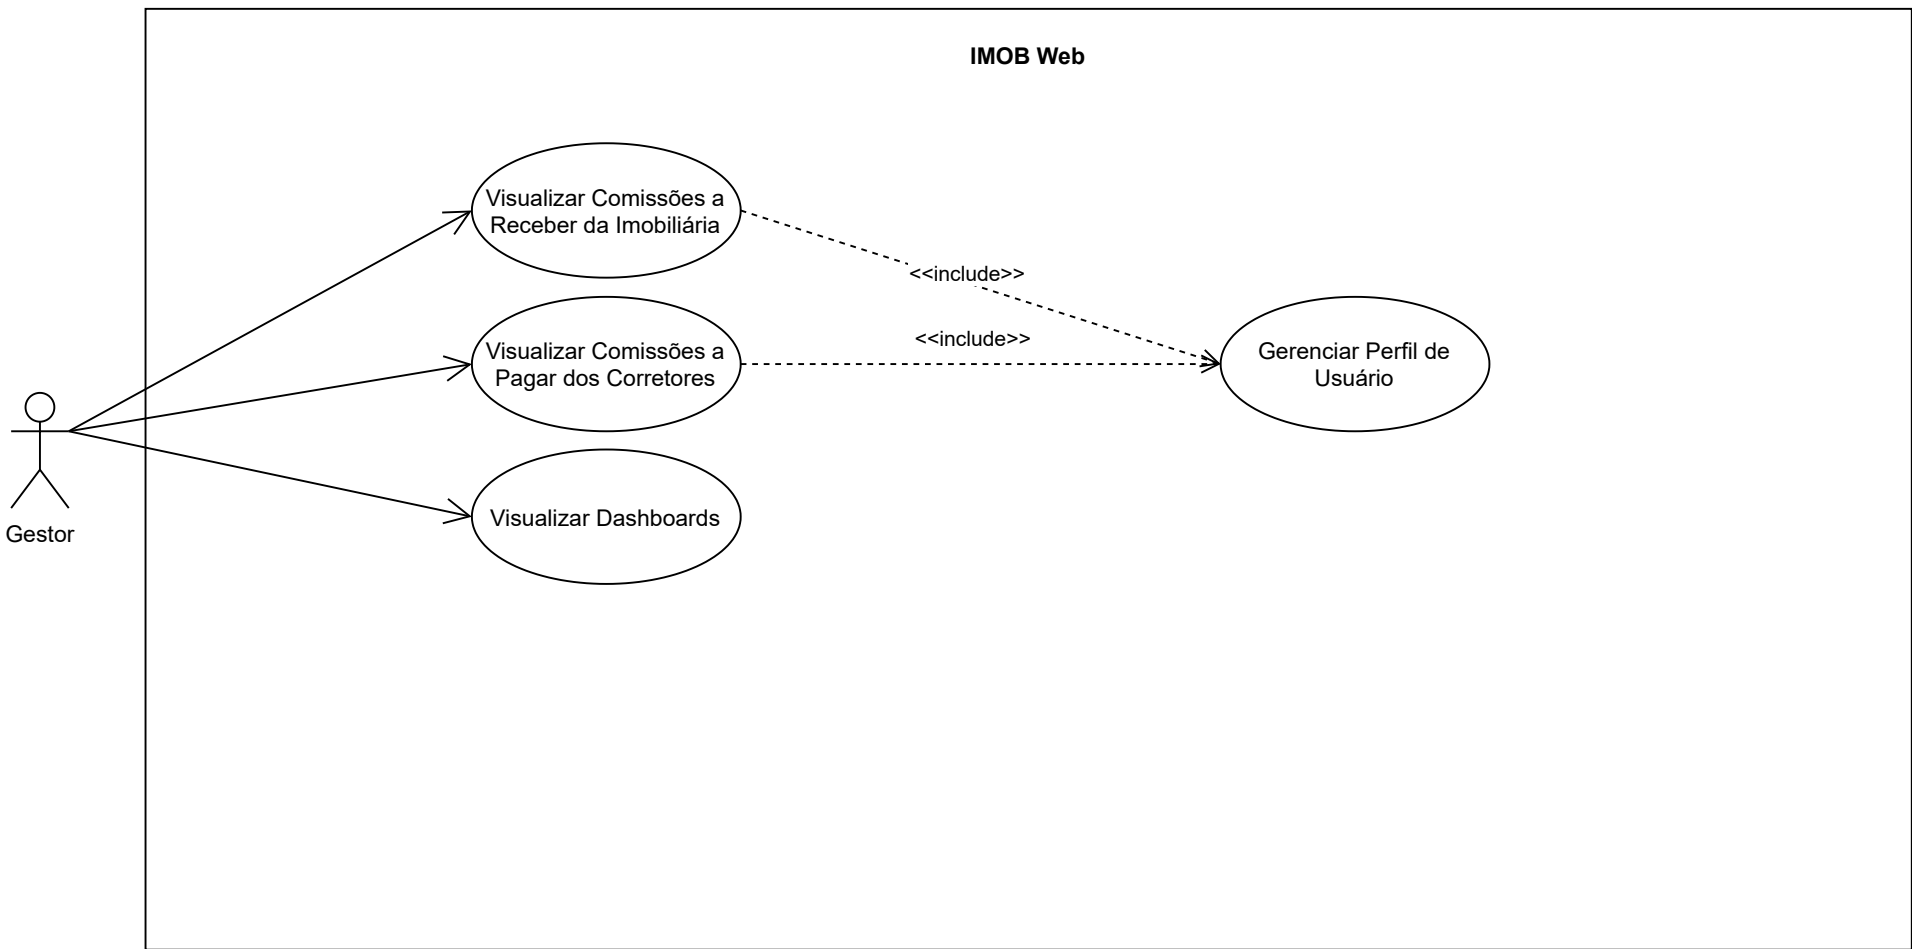 IMOB Web
Visualizar Comissões a
Receber da Imobiliária
<<include>>
<<include>>
Visualizar Comissões a
Pagar dos Corretores
Gerenciar Perfil de
Usuário
Visualizar Dashboards
Gestor